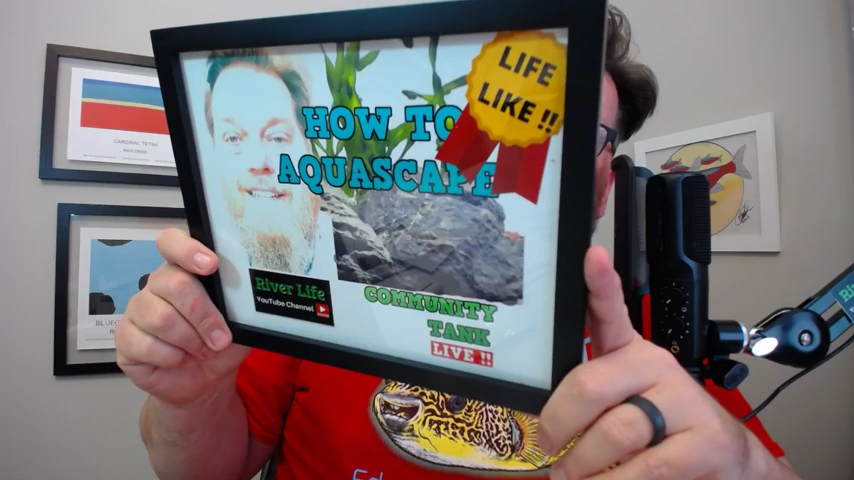 CARDINAL TETRA
LIFE
LIKE !!
HOW TO
AQUASCAPE
River Life
YouTube Channel
COMMUNITY
TANK
LIVE !!